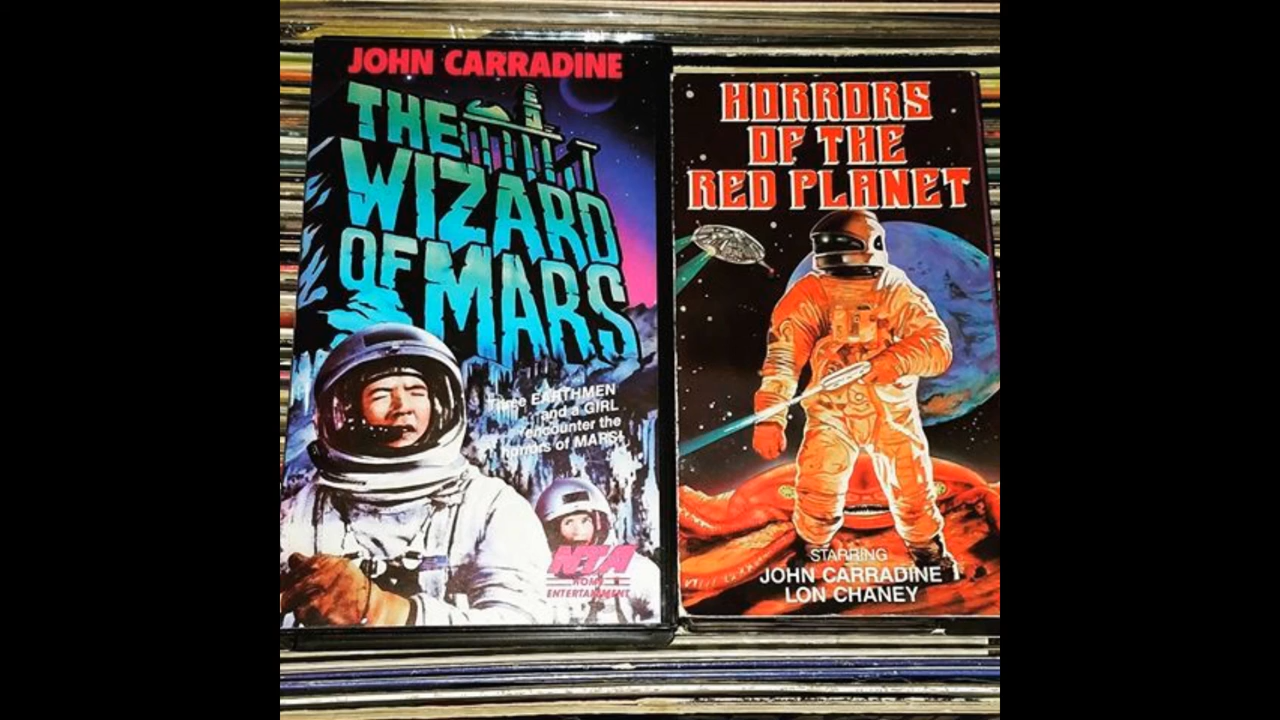 JOHN CARRADINE
THE
WIZARD
OF MARS
Three EARTHMEN
and a GIRL
encounter the
horrors of MARS!
NTA
HOME
ENTERTAINMENT
HORRORS
OF THE
RED PLANET
STARRING
JOHN CARRADINE
LON CHANEY